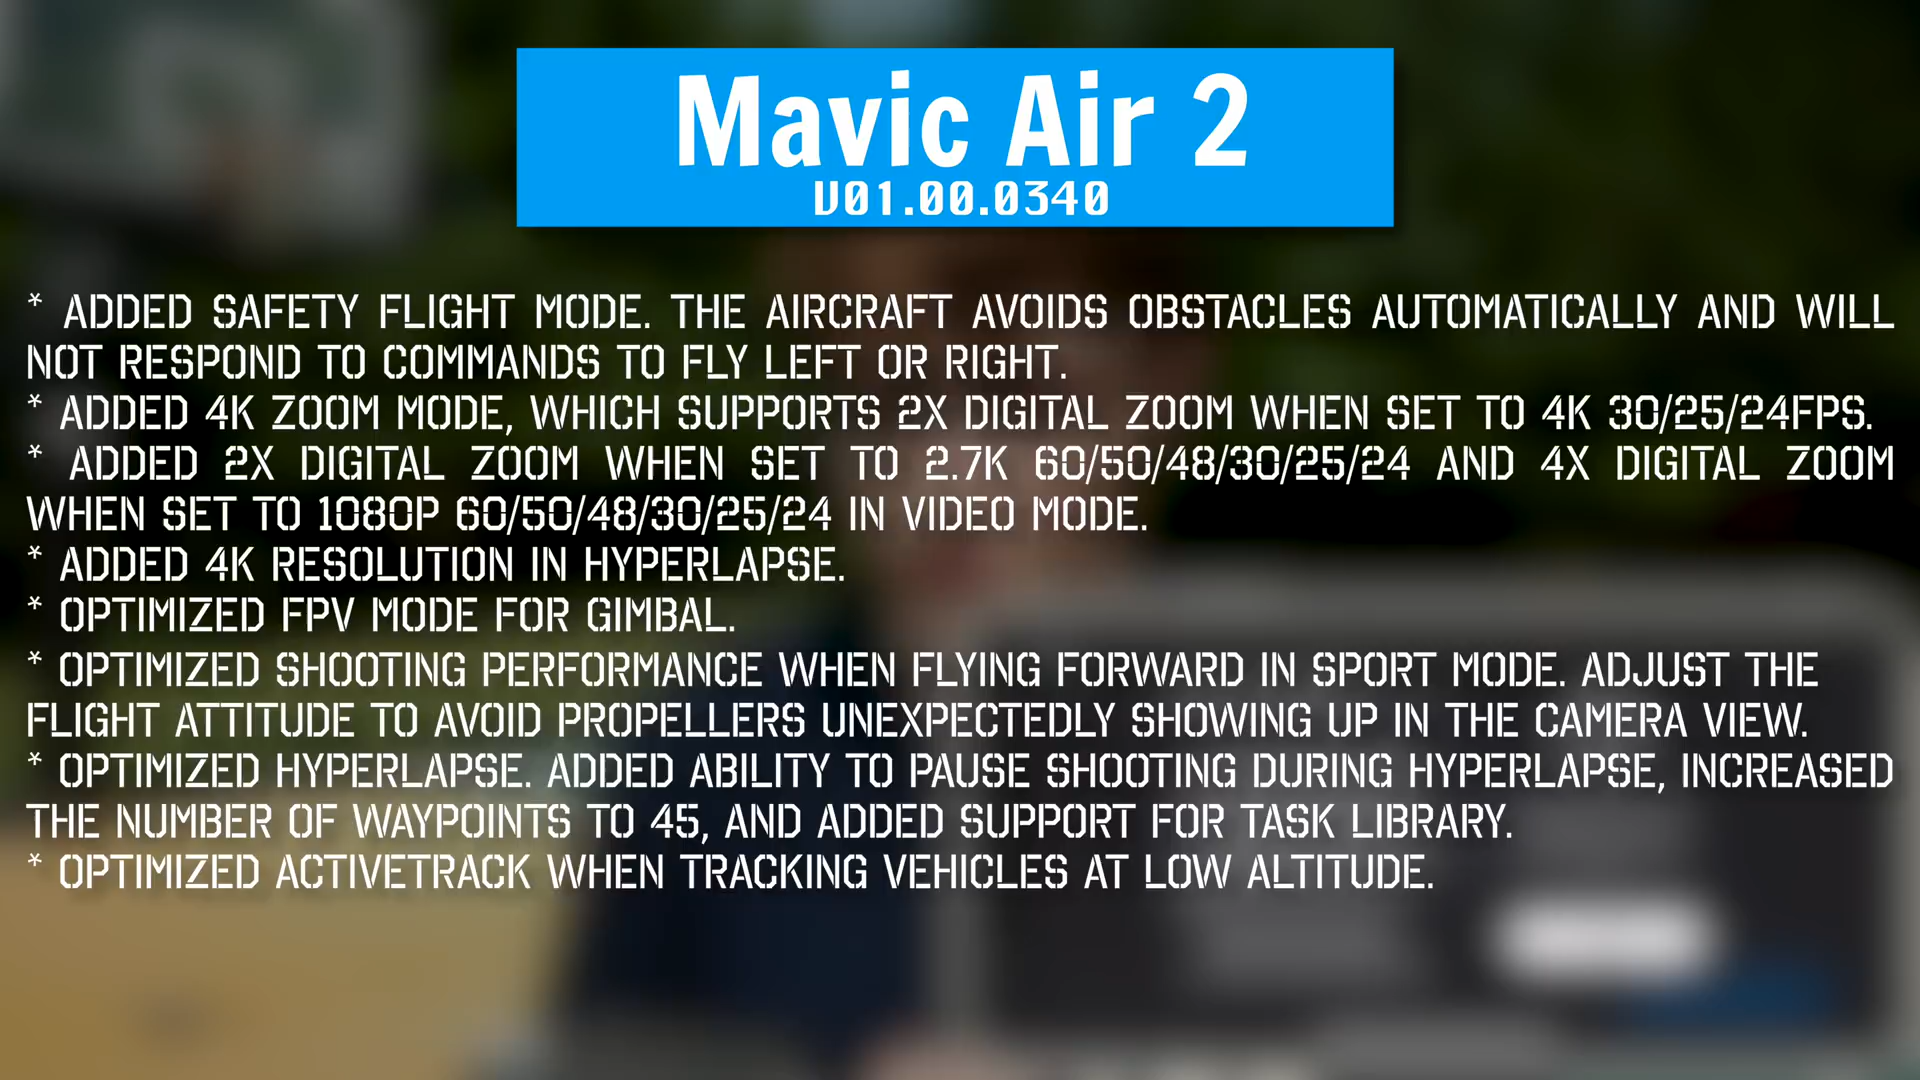 Mavic Air 2
V01.00.0340
* ADDED SAFETY FLIGHT MODE. THE AIRCRAFT AVOIDS OBSTACLES AUTOMATICALLY AND WILL
NOT RESPOND TO COMMANDS TO FLY LEFT OR RIGHT.
* ADDED 4K ZOOM MODE, WHICH SUPPORTS 2X DIGITAL ZOOM WHEN SET TO 4K 30/25/24FPS.
* ADDED 2X DIGITAL ZOOM WHEN SET TO 2.7K 60/50/48/30/25/24 AND 4X DIGITAL ZOOM
WHEN SET TO 1080P 60/50/48/30/25/24 IN VIDEO MODE.
* ADDED 4K RESOLUTION IN HYPERLAPSE.
* OPTIMIZED FPV MODE FOR GIMBAL.
* OPTIMIZED SHOOTING PERFORMANCE WHEN FLYING FORWARD IN SPORT MODE. ADJUST THE
FLIGHT ATTITUDE TO AVOID PROPELLERS UNEXPECTEDLY SHOWING UP IN THE CAMERA VIEW.
* OPTIMIZED HYPERLAPSE. ADDED ABILITY TO PAUSE SHOOTING DURING HYPERLAPSE, INCREASED
THE NUMBER OF WAYPOINTS TO 45, AND ADDED SUPPORT FOR TASK LIBRARY.
* OPTIMIZED ACTIVETRACK WHEN TRACKING VEHICLES AT LOW ALTITUDE.